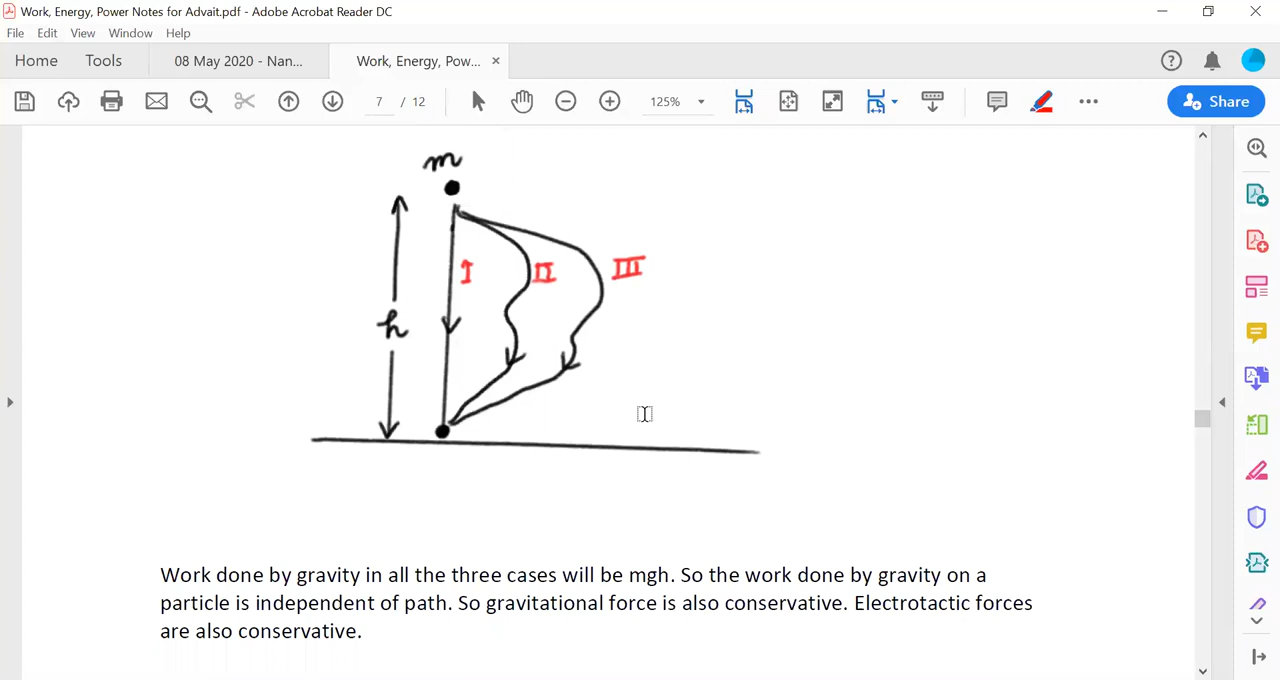 Work, Energy, Power Notes for Advait.pdf - Adobe Acrobat Reader DC
File Edit View Window Help
Home Tools 08 May 2020 - Nan... Work, Energy, Pow... ×
7 / 12 125% Share
m
I II III
h
Work done by gravity in all the three cases will be mgh. So the work done by gravity on a
particle is independent of path. So gravitational force is also conservative. Electrotactic forces
are also conservative.